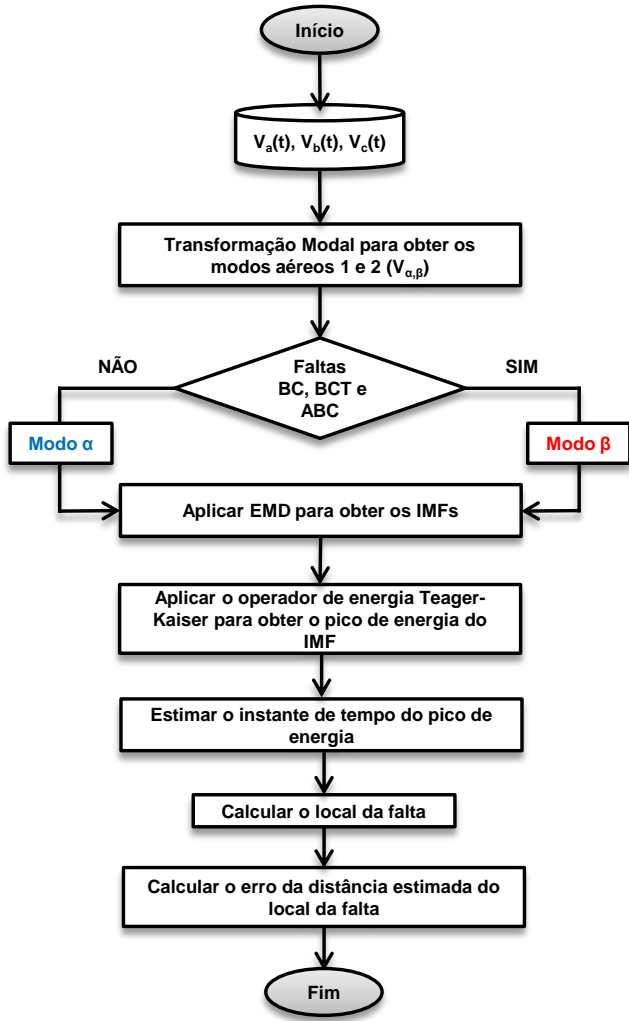 Início
Va(t), Vb(t), Vc(t)
Transformação Modal para obter os
modos aéreos 1 e 2 (Vα,β)
NÃO
Faltas
BC, BCT e
ABC
SIM
Modo α
Modo β
Aplicar EMD para obter os IMFs
Aplicar o operador de energia Teager-
Kaiser para obter o pico de energia do
IMF
Estimar o instante de tempo do pico de
energia
Calcular o local da falta
Calcular o erro da distância estimada do
local da falta
Fim